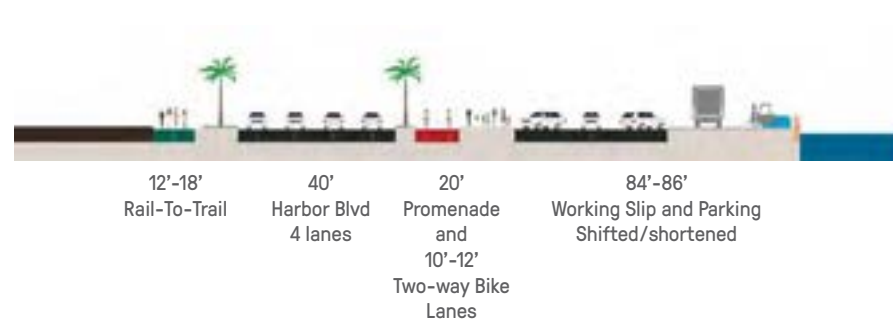 12’-18’
Rail-To-Trail
40’
Harbor Blvd
4 lanes
20’
Promenade
and
10’-12’
Two-way Bike
Lanes
84’-86’
Working Slip and Parking
Shifted/shortened